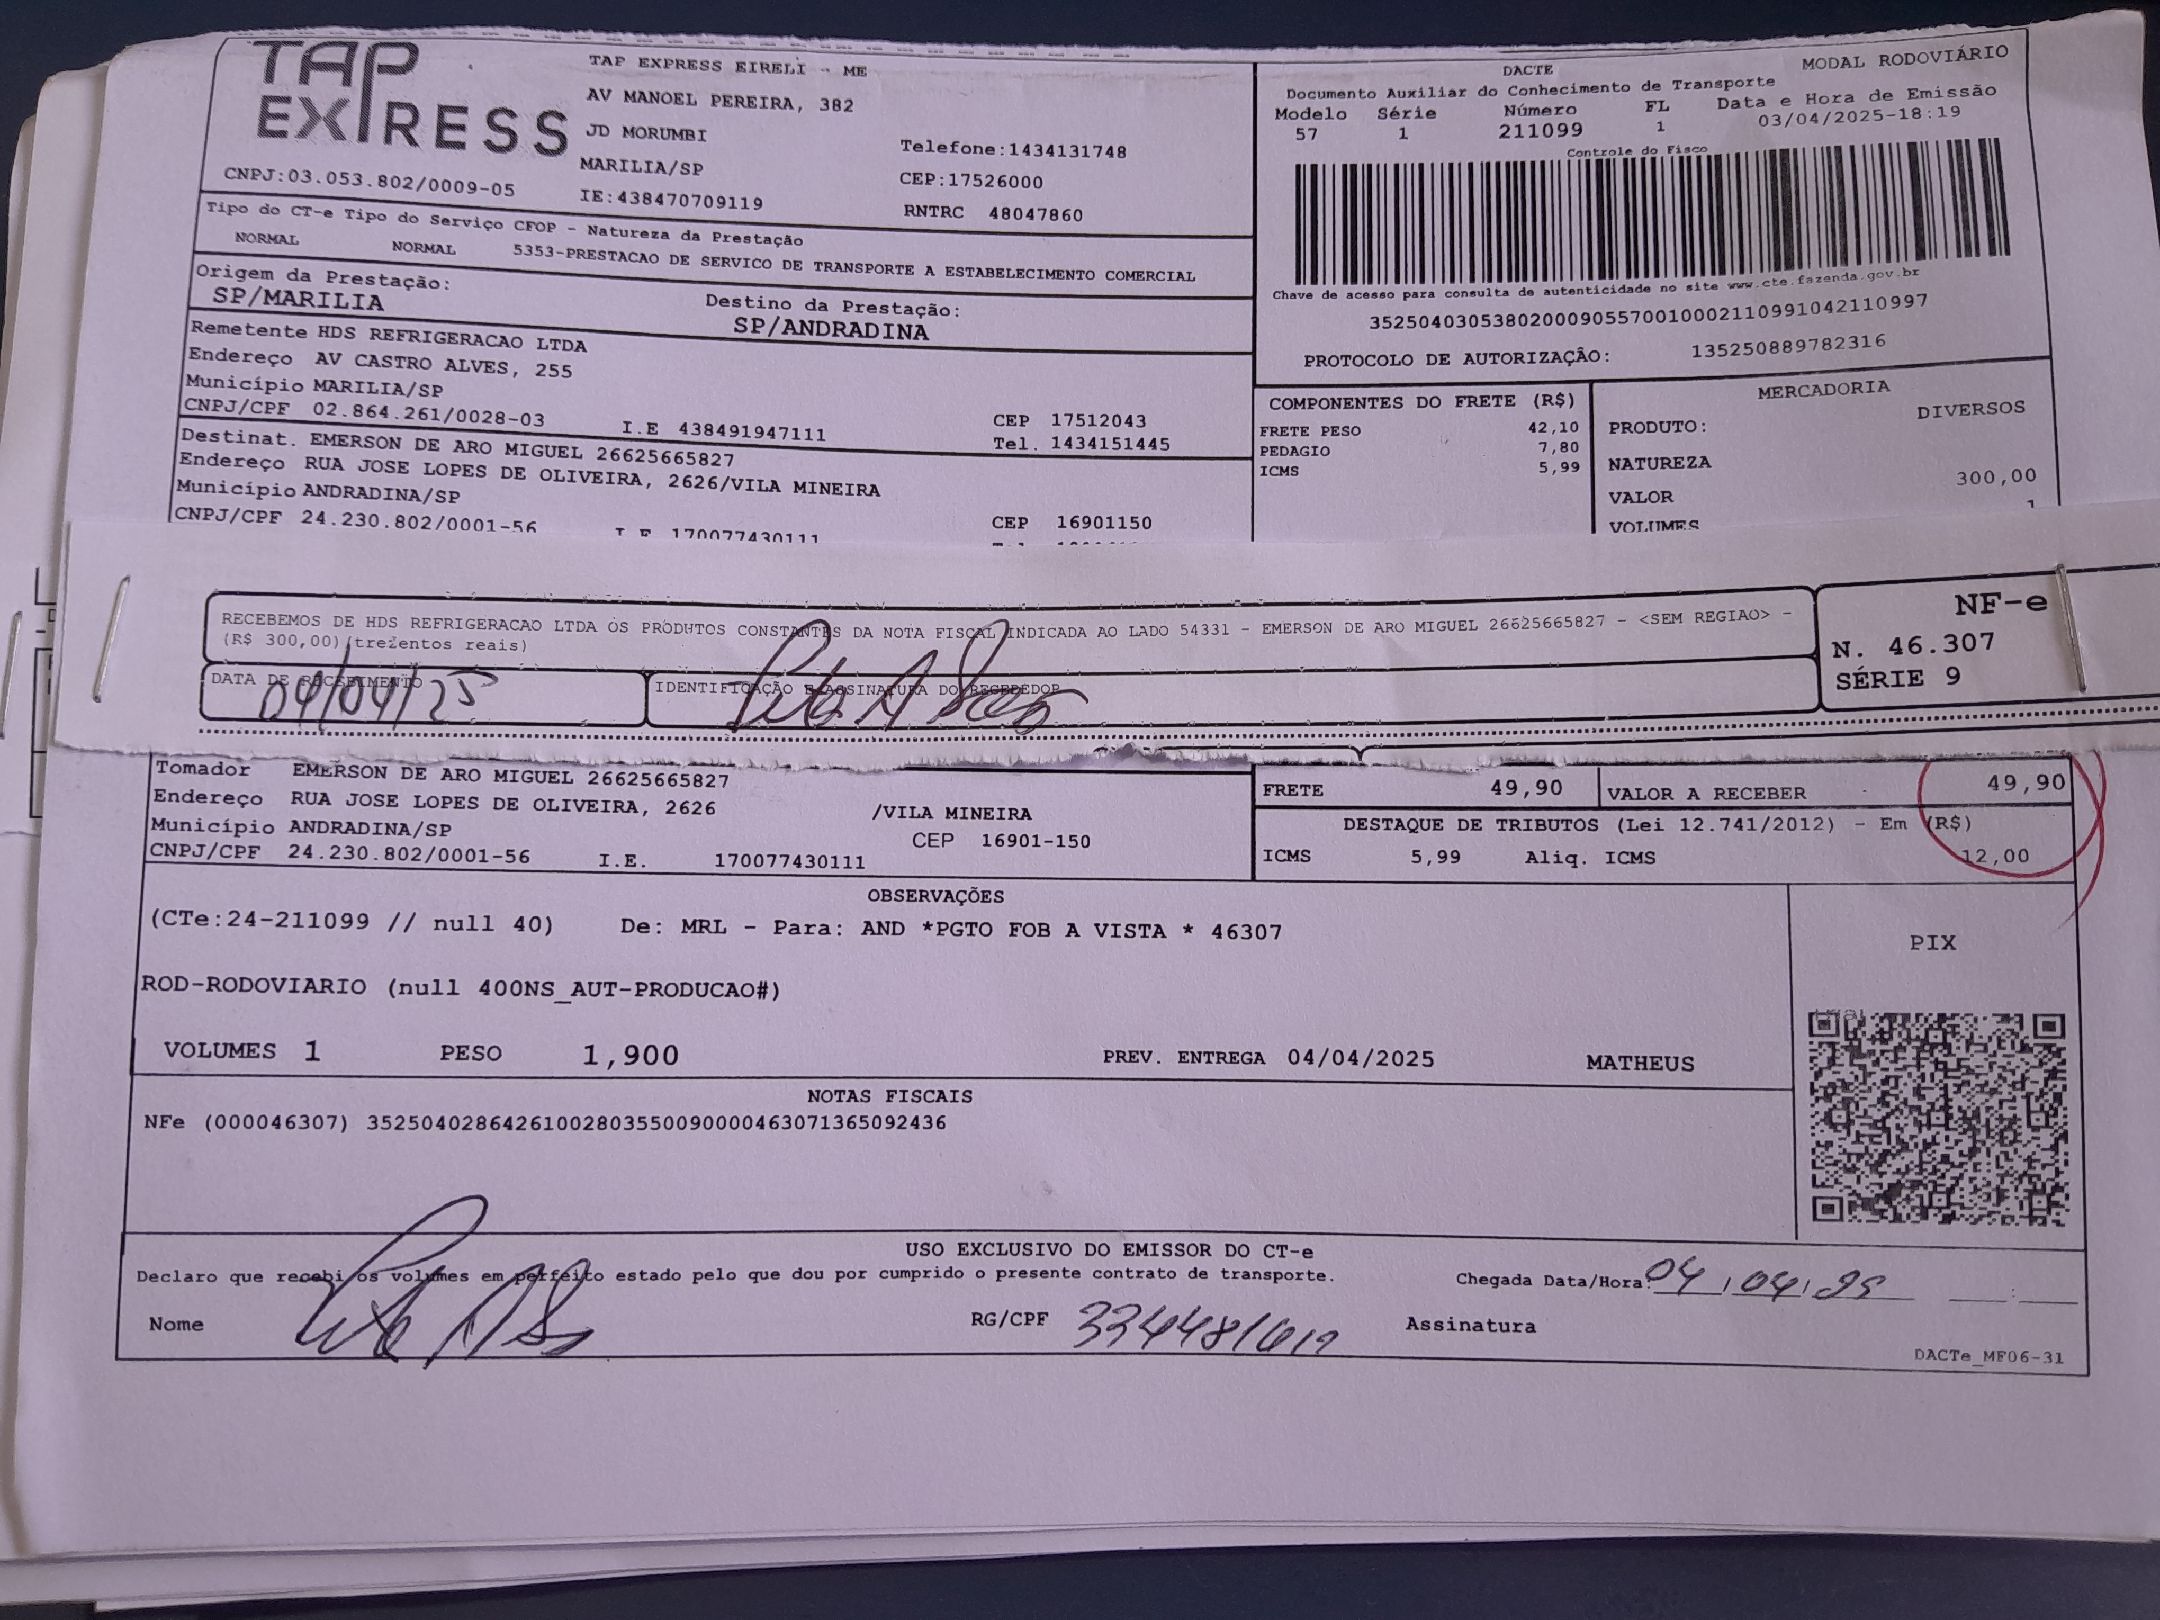 TAP EXPRESS
TAP EXPRESS EIRELI - ME
AV MANOEL PEREIRA, 382
JD MORUMBI
Telefone:1434131748
MARILIA/SP
CEP:17526000
CNPJ:03.053.802/0009-05
IE:438470709119
RNTRC 48047860
DACTE
MODAL RODOVIÁRIO
Documento Auxiliar do Conhecimento de Transporte
Modelo Série Número FL Data e Hora de Emissão
57 1 211099 1 03/04/2025-18:19
Controle do Fisco
Chave de acesso para consulta de autenticidade no site www.cte.fazenda.gov.br
35250403053802000905570010002110991042110997
PROTOCOLO DE AUTORIZAÇÃO: 135250889782316
Tipo do CT-e Tipo do Serviço CFOP - Natureza da Prestação
NORMAL NORMAL 5353-PRESTACAO DE SERVICO DE TRANSPORTE A ESTABELECIMENTO COMERCIAL
Origem da Prestação:
SP/MARILIA
Destino da Prestação:
SP/ANDRADINA
Remetente HDS REFRIGERACAO LTDA
Endereço AV CASTRO ALVES, 255
Município MARILIA/SP
CEP 17512043
CNPJ/CPF 02.864.261/0028-03 I.E 438491947111 Tel. 1434151445
Destinat. EMERSON DE ARO MIGUEL 26625665827
Endereço RUA JOSE LOPES DE OLIVEIRA, 2626/VILA MINEIRA
Município ANDRADINA/SP
CEP 16901150
CNPJ/CPF 24.230.802/0001-56 I.E 170077430111
COMPONENTES DO FRETE (R$)
FRETE PESO 42,10
PEDAGIO 7,80
ICMS 5,99
MERCADORIA
PRODUTO: DIVERSOS
NATUREZA
VALOR 300,00
VOLUMES 1
RECEBEMOS DE HDS REFRIGERACAO LTDA OS PRODUTOS CONSTANTES DA NOTA FISCAL INDICADA AO LADO 54331 - EMERSON DE ARO MIGUEL 26625665827 - <SEM REGIAO> -
(R$ 300,00) (trezentos reais)
DATA DE RECEBIMENTO
04/04/25
IDENTIFICAÇÃO E ASSINATURA DO RECEBEDOR
NF-e
N. 46.307
SÉRIE 9
Tomador EMERSON DE ARO MIGUEL 26625665827
Endereço RUA JOSE LOPES DE OLIVEIRA, 2626 /VILA MINEIRA
Município ANDRADINA/SP CEP 16901-150
CNPJ/CPF 24.230.802/0001-56 I.E. 170077430111
FRETE 49,90 VALOR A RECEBER 49,90
DESTAQUE DE TRIBUTOS (Lei 12.741/2012) - Em (R$)
ICMS 5,99 Aliq. ICMS 12,00
OBSERVAÇÕES
(CTe:24-211099 // null 40) De: MRL - Para: AND *PGTO FOB A VISTA * 46307
ROD-RODOVIARIO (null 400NS_AUT-PRODUCAO#)
VOLUMES 1 PESO 1,900 PREV. ENTREGA 04/04/2025 MATHEUS
PIX
NOTAS FISCAIS
NFe (000046307) 35250402864261002803550090000463071365092436
USO EXCLUSIVO DO EMISSOR DO CT-e
Declaro que recebi os volumes em perfeito estado pelo que dou por cumprido o presente contrato de transporte.
Chegada Data/Hora: 04/04/25 __:__
Nome
RG/CPF
Assinatura
DACTe_MF06-31